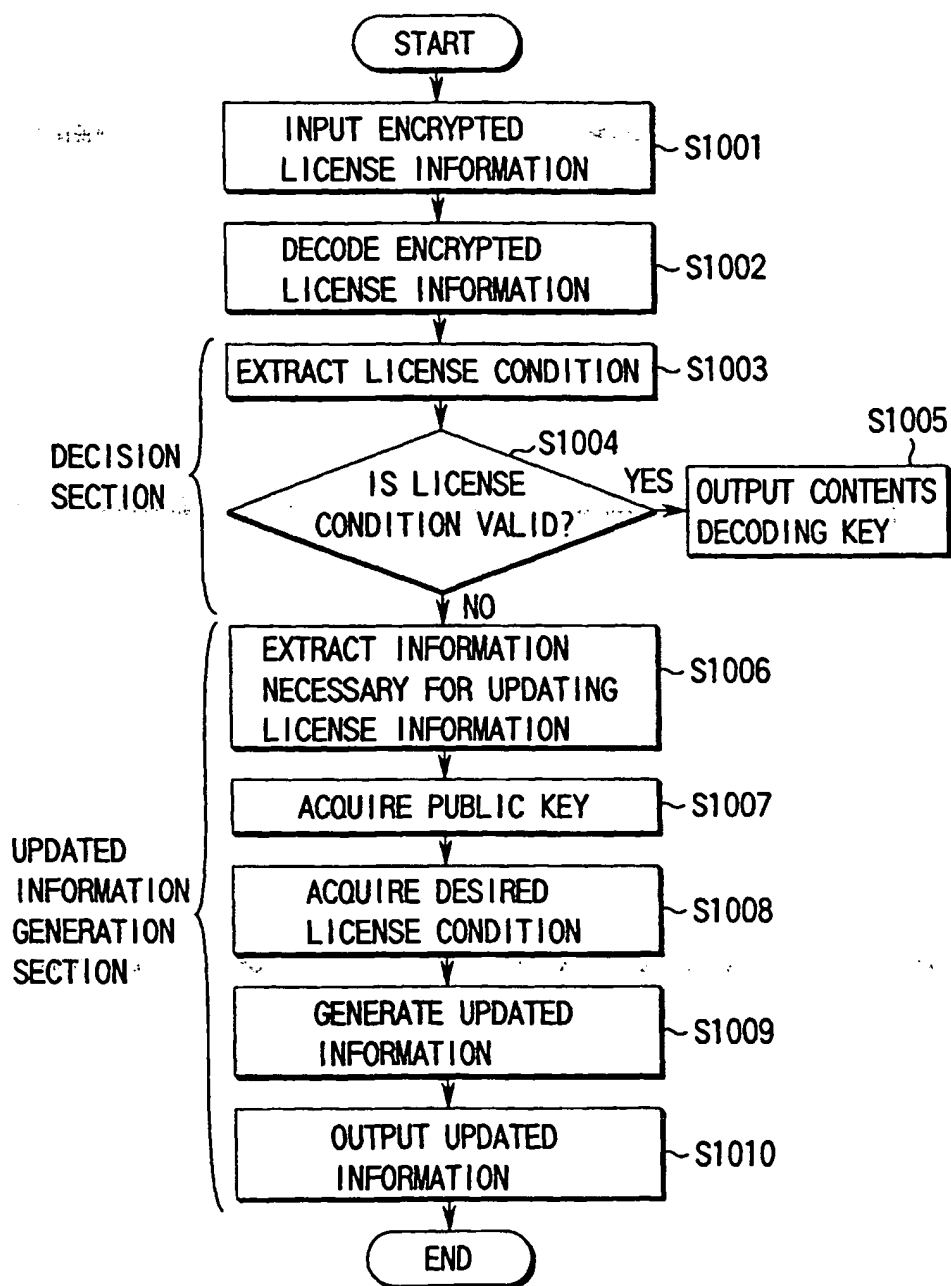 START
INPUT ENCRYPTED
LICENSE INFORMATION
S1001
DECODE ENCRYPTED
LICENSE INFORMATION
S1002
EXTRACT LICENSE CONDITION
S1003
DECISION
SECTION
S1004
IS LICENSE
CONDITION VALID?
YES
S1005
OUTPUT CONTENTS
DECODING KEY
NO
EXTRACT INFORMATION
NECESSARY FOR UPDATING
LICENSE INFORMATION
S1006
ACQUIRE PUBLIC KEY
S1007
UPDATED
INFORMATION
GENERATION
SECTION
ACQUIRE DESIRED
LICENSE CONDITION
S1008
GENERATE UPDATED
INFORMATION
S1009
OUTPUT UPDATED
INFORMATION
S1010
END